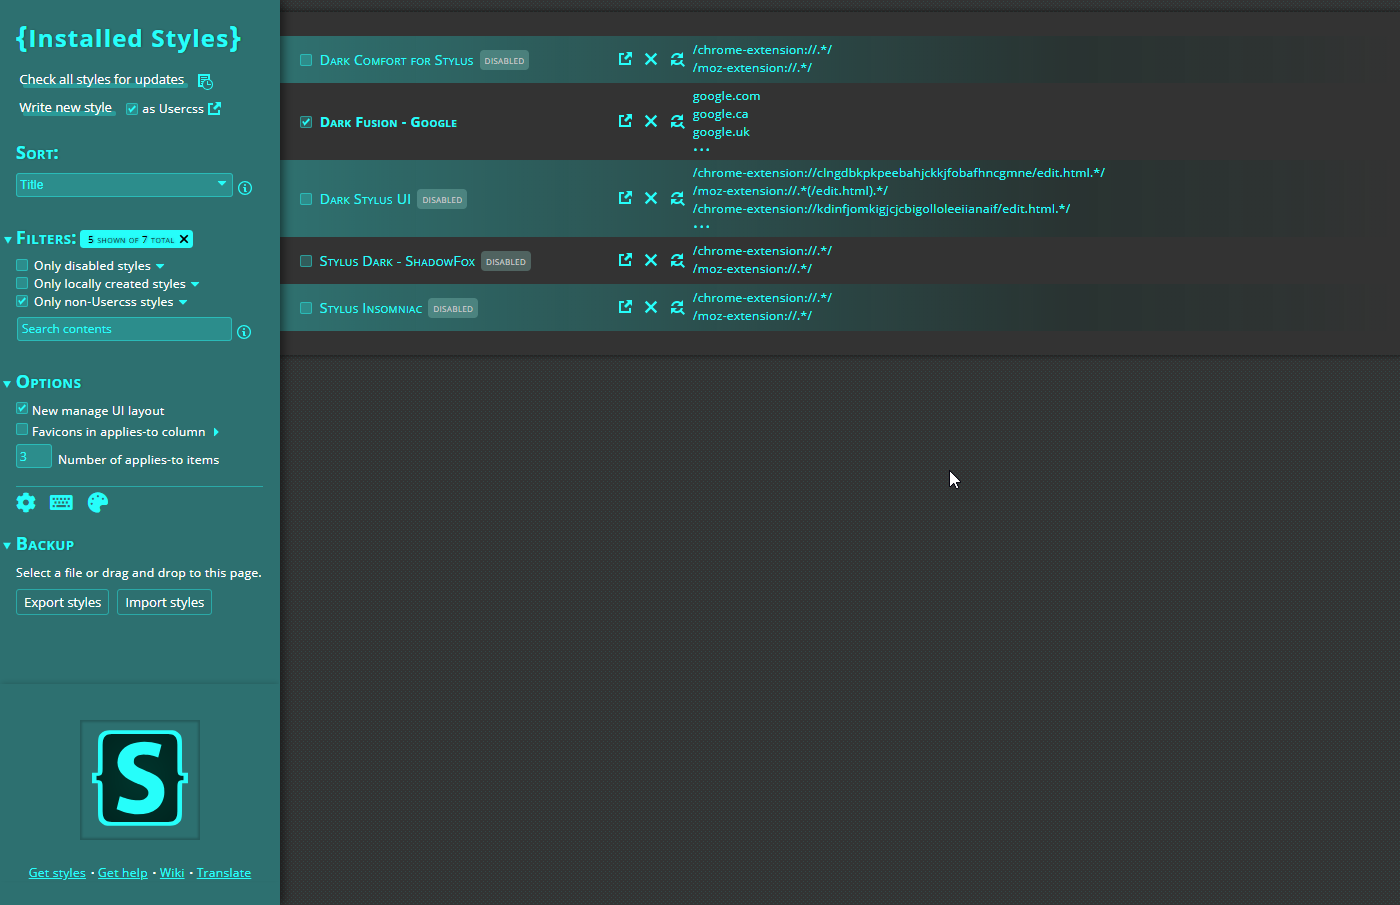 {Installed Styles}
Check all styles for updates
Write new style
as Usercss
Sort:
Title
Filters:
5 shown of 7 total
Only disabled styles
Only locally created styles
Only non-Usercss styles
Search contents
Options
New manage UI layout
Favicons in applies-to column
3 Number of applies-to items
Backup
Select a file or drag and drop to this page.
Export styles
Import styles
{S}
Get styles • Get help • Wiki • Translate
Dark Comfort for Stylus DISABLED
/chrome-extension://.*/
/moz-extension://.*/
Dark Fusion - Google
google.com
google.ca
google.uk
...
Dark Stylus UI DISABLED
/chrome-extension://clngdbkpkpeebahjckkjfobafhncgmne/edit.html.*/
/moz-extension://.*(/edit.html).*/
/chrome-extension://kdinfjomkigjcjcbigolloleeiianaif/edit.html.*/
...
Stylus Dark - ShadowFox DISABLED
/chrome-extension://.*/
/moz-extension://.*/
Stylus Insomniac DISABLED
/chrome-extension://.*/
/moz-extension://.*/